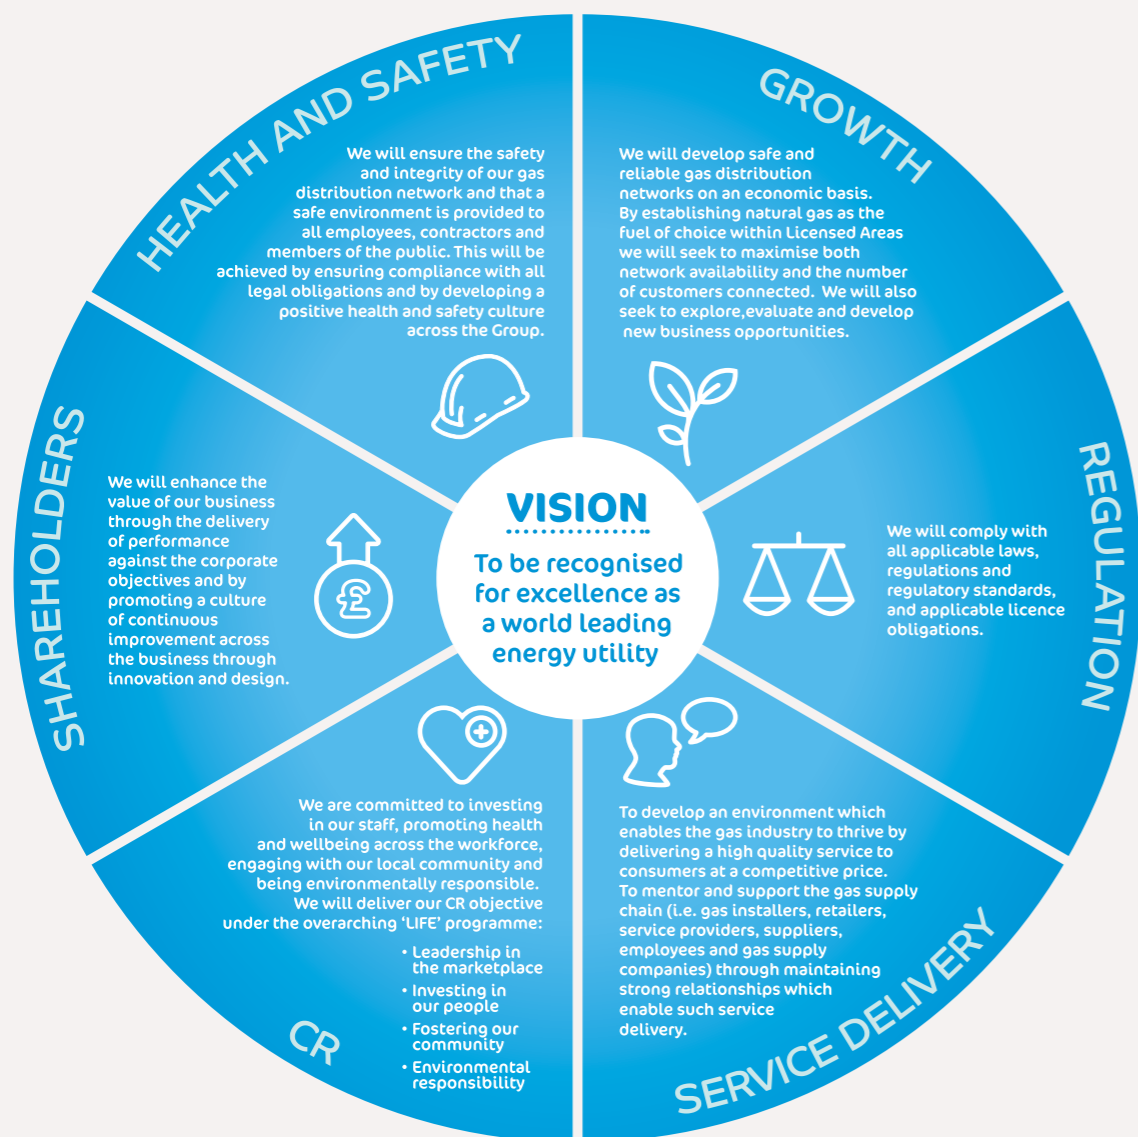 HEALTH AND SAFETY
We will ensure the safety
and integrity of our gas
distribution network and that a
safe environment is provided to
all employees, contractors and
members of the public. This will be
achieved by ensuring compliance with all
legal obligations and by developing a
positive health and safety culture
across the Group.
GROWTH
We will develop safe and
reliable gas distribution
networks on an economic basis.
By establishing natural gas as the
fuel of choice within Licensed Areas
we will seek to maximise both
network availability and the number
of customers connected. We will also
seek to explore,evaluate and develop
new business opportunities.
SHAREHOLDERS
We will enhance the
value of our business
through the delivery
of performance
against the corporate
objectives and by
promoting a culture
of continuous
improvement across
the business through
innovation and design.
£
VISION
To be recognised
for excellence as
a world leading
energy utility
REGULATION
We will comply with
all applicable laws,
regulations and
regulatory standards,
and applicable licence
obligations.
CR
We are committed to investing
in our staff, promoting health
and wellbeing across the workforce,
engaging with our local community and
being environmentally responsible.
We will deliver our CR objective
under the overarching ‘LIFE’ programme:
• Leadership in
the marketplace
• Investing in
our people
• Fostering our
community
• Environmental
responsibility
SERVICE DELIVERY
To develop an environment which
enables the gas industry to thrive by
delivering a high quality service to
consumers at a competitive price.
To mentor and support the gas supply
chain (i.e. gas installers, retailers,
service providers, suppliers,
employees and gas supply
companies) through maintaining
strong relationships which
enable such service
delivery.